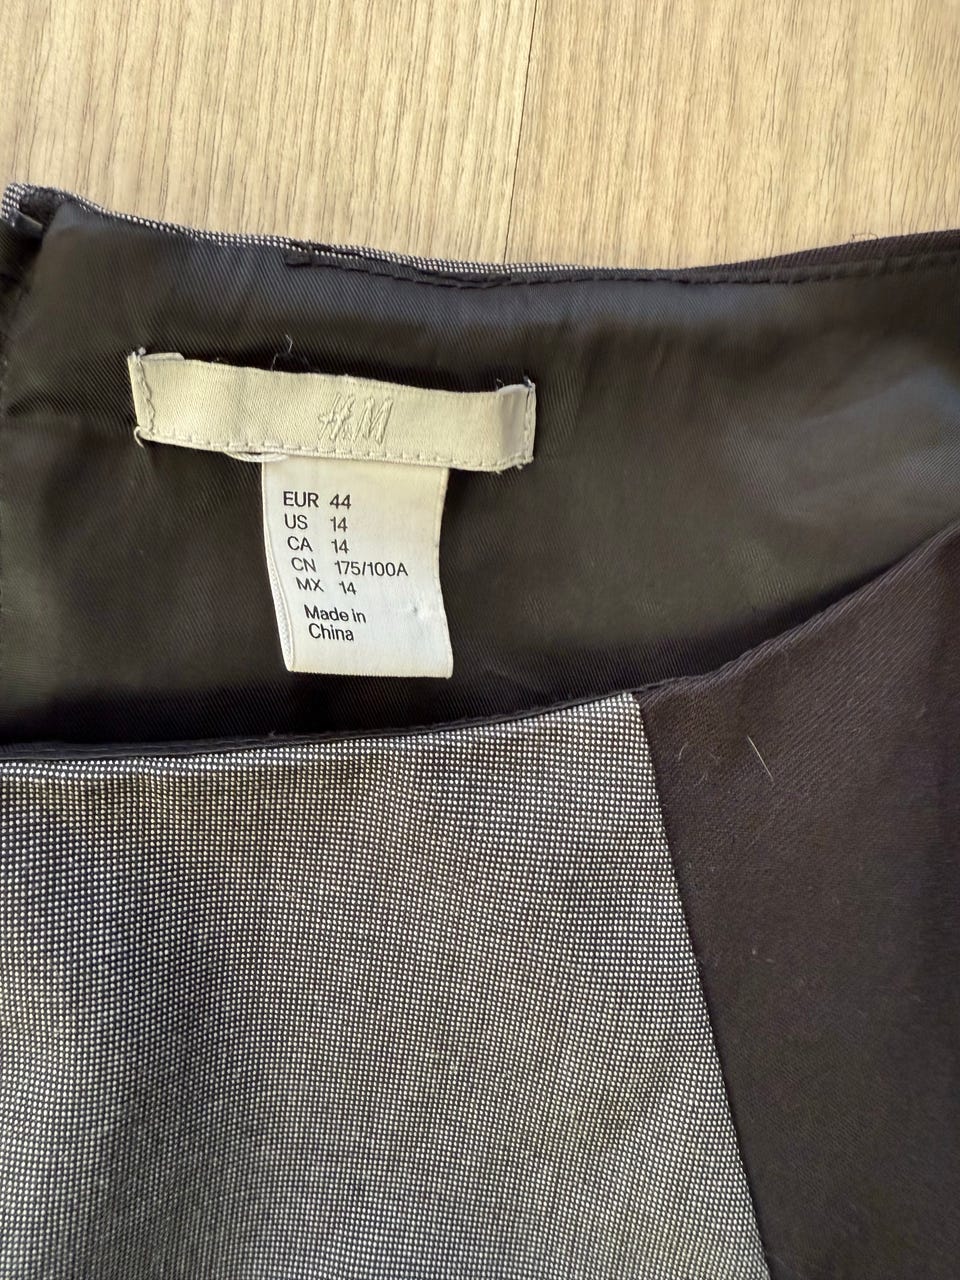 H&M
EUR 44
US 14
CA 14
CN 175/100A
MX 14
Made in
China